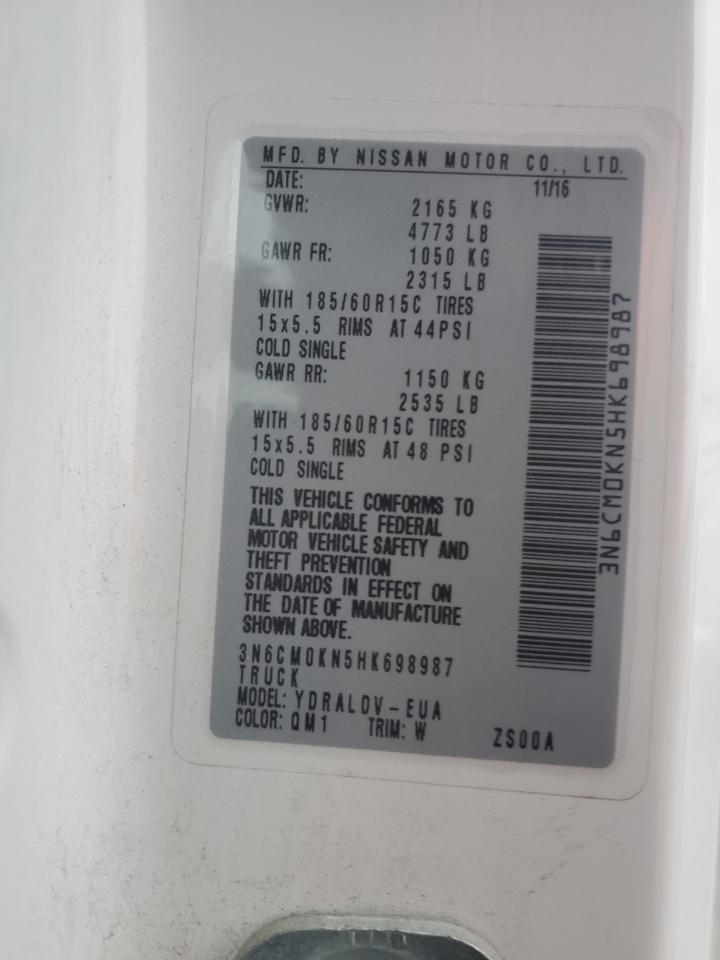 MFD. BY NISSAN MOTOR CO., LTD.
DATE: 11/16
GVWR: 2165 KG
4773 LB
GAWR FR: 1050 KG
2315 LB
WITH 185/60R15C TIRES
15x5.5 RIMS AT 44PSI
COLD SINGLE
GAWR RR: 1150 KG
2535 LB
WITH 185/60R15C TIRES
15x5.5 RIMS AT 48 PSI
COLD SINGLE
THIS VEHICLE CONFORMS TO
ALL APPLICABLE FEDERAL
MOTOR VEHICLE SAFETY AND
THEFT PREVENTION
STANDARDS IN EFFECT ON
THE DATE OF MANUFACTURE
SHOWN ABOVE.
3N6CM0KN5HK698987
TRUCK
MODEL: YDRALDV-EUA
COLOR: QM1 TRIM: W ZS00A
3N6CM0KN5HK698987